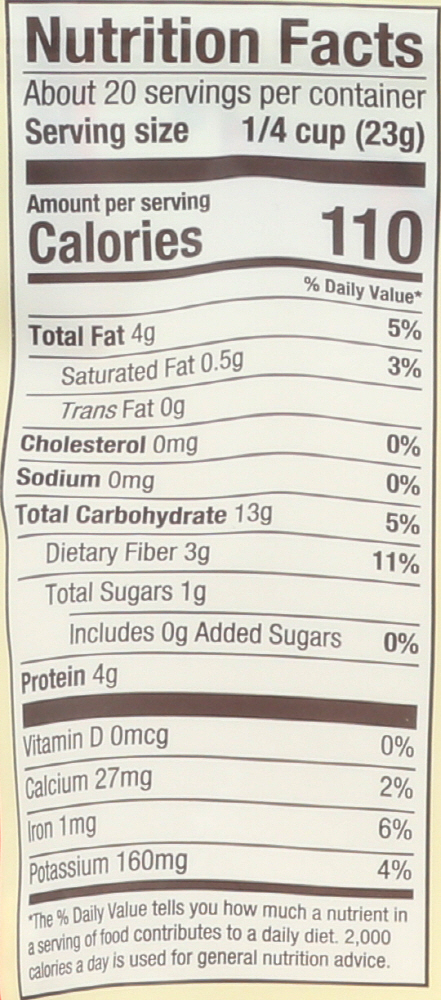 Nutrition Facts
About 20 servings per container
Serving size 1/4 cup (23g)
Amount per serving
Calories 110
% Daily Value*
Total Fat 4g 5%
Saturated Fat 0.5g 3%
Trans Fat 0g
Cholesterol 0mg 0%
Sodium 0mg 0%
Total Carbohydrate 13g 5%
Dietary Fiber 3g 11%
Total Sugars 1g
Includes 0g Added Sugars 0%
Protein 4g
Vitamin D 0mcg 0%
Calcium 27mg 2%
Iron 1mg 6%
Potassium 160mg 4%
*The % Daily Value tells you how much a nutrient in
a serving of food contributes to a daily diet. 2,000
calories a day is used for general nutrition advice.